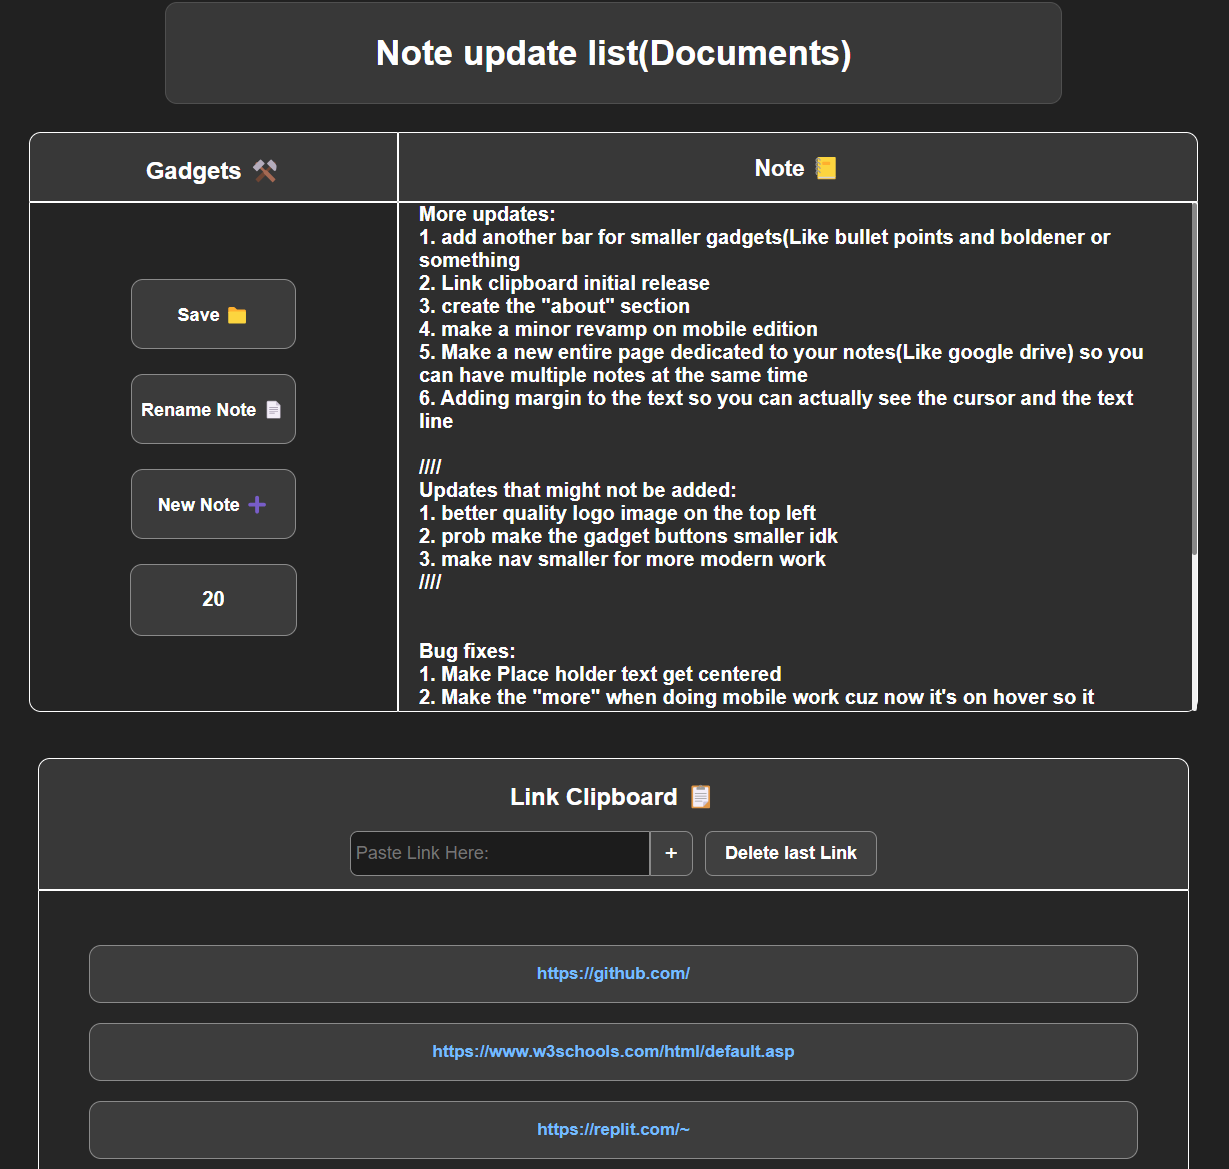 Note update list(Documents)
Gadgets
Note
Save
Rename Note
New Note
20
More updates:
1. add another bar for smaller gadgets(Like bullet points and boldener or
something
2. Link clipboard initial release
3. create the "about" section
4. make a minor revamp on mobile edition
5. Make a new entire page dedicated to your notes(Like google drive) so you
can have multiple notes at the same time
6. Adding margin to the text so you can actually see the cursor and the text
line
////
Updates that might not be added:
1. better quality logo image on the top left
2. prob make the gadget buttons smaller idk
3. make nav smaller for more modern work
////
Bug fixes:
1. Make Place holder text get centered
2. Make the "more" when doing mobile work cuz now it's on hover so it
Link Clipboard
Paste Link Here:
+
Delete last Link
https://github.com/
https://www.w3schools.com/html/default.asp
https://replit.com/~